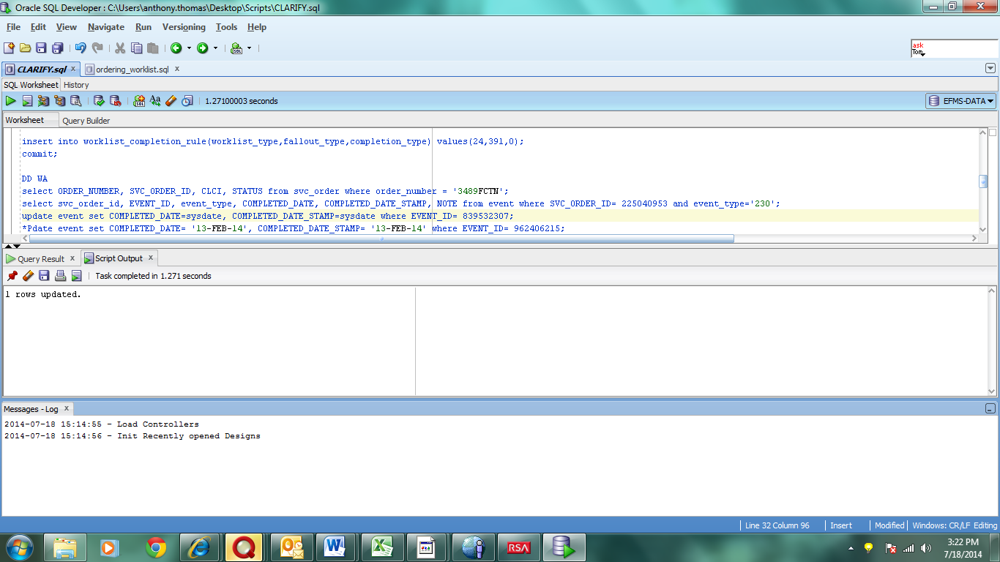 Oracle SQL Developer : C:\Users\anthony.thomas\Desktop\Scripts\CLARIFY.sql
File Edit View Navigate Run Versioning Tools Help
ask
Tom
CLARIFY.sql x ordering_worklist.sql x
SQL Worksheet History
1.27100003 seconds
EFMS-DATA
Worksheet Query Builder
insert into worklist_completion_rule(worklist_type,fallout_type,completion_type) values(24,391,0);
commit;
DD WA
select ORDER_NUMBER, SVC_ORDER_ID, CLCI, STATUS from svc_order where order_number = '3489FCTN';
select svc_order_id, EVENT_ID, event_type, COMPLETED_DATE, COMPLETED_DATE_STAMP, NOTE from event where SVC_ORDER_ID= 225040953 and event_type='230';
update event set COMPLETED_DATE=sysdate, COMPLETED_DATE_STAMP=sysdate where EVENT_ID= 839532307;
*Pdate event set COMPLETED_DATE= '13-FEB-14', COMPLETED_DATE_STAMP= '13-FEB-14' where EVENT_ID= 962406215;
Query Result x Script Output x
Task completed in 1.271 seconds
1 rows updated.
Messages - Log x
2014-07-18 15:14:55 - Load Controllers
2014-07-18 15:14:56 - Init Recently opened Designs
Line 32 Column 96 Insert Modified Windows: CR/LF Editing
RSA
3:22 PM
7/18/2014